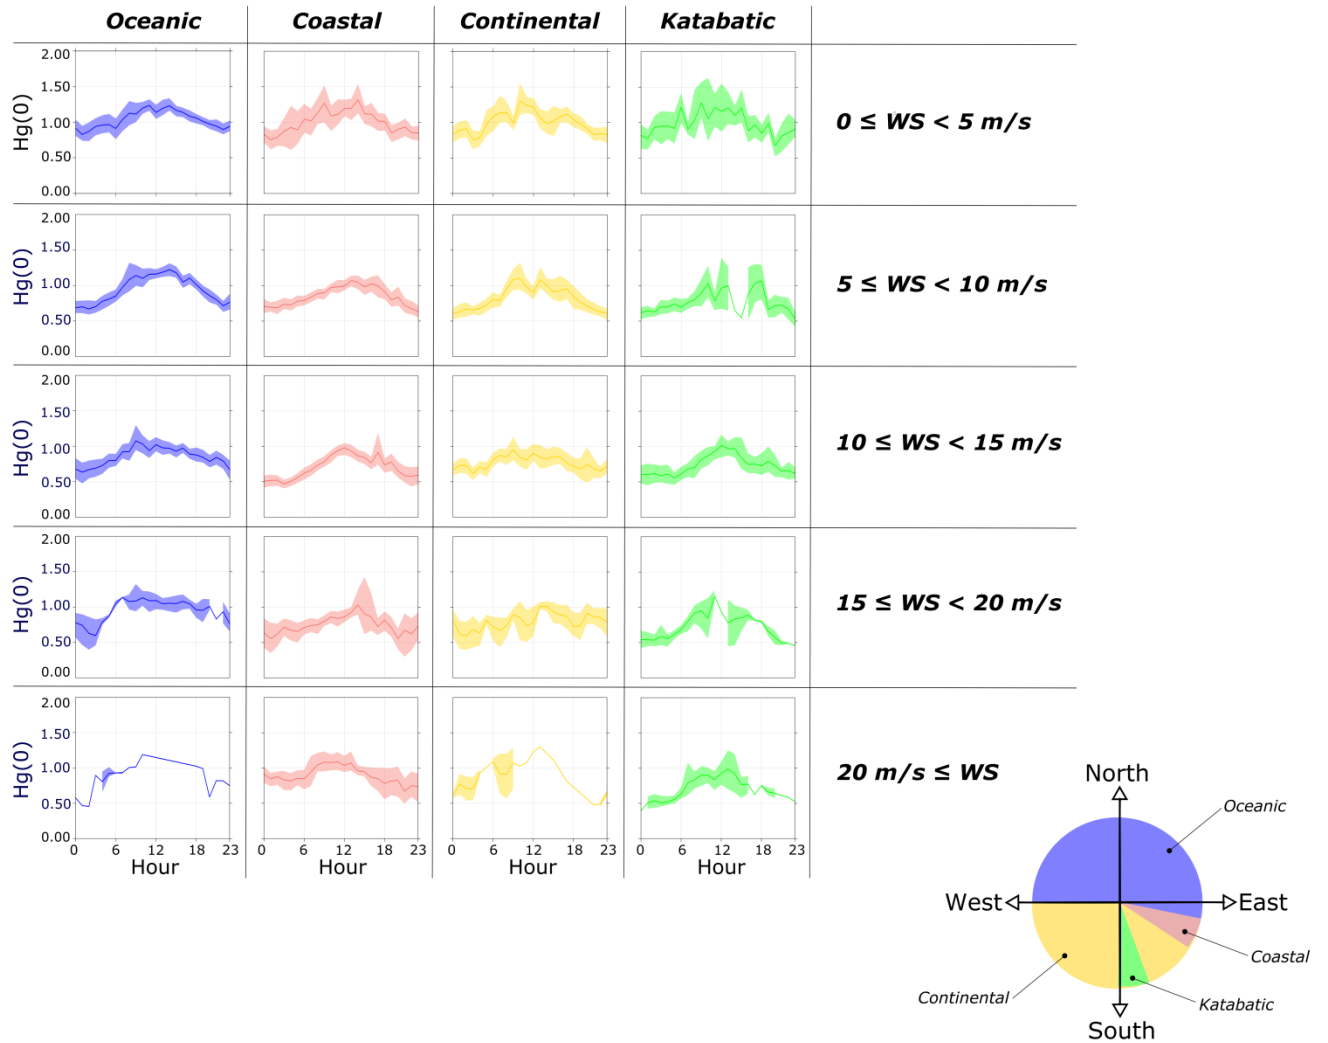 Oceanic Coastal Continental Katabatic
Hg(0) 2.00 1.50 1.00 0.50 0.00 0 ≤ WS < 5 m/s
Hg(0) 2.00 1.50 1.00 0.50 0.00 5 ≤ WS < 10 m/s
Hg(0) 2.00 1.50 1.00 0.50 0.00 10 ≤ WS < 15 m/s
Hg(0) 2.00 1.50 1.00 0.50 0.00 15 ≤ WS < 20 m/s
Hg(0) 2.00 1.50 1.00 0.50 0.00 20 m/s ≤ WS
0 6 12 18 23 0 6 12 18 23 0 6 12 18 23 0 6 12 18 23
Hour Hour Hour Hour
North
Oceanic
West East
Coastal
Continental
Katabatic
South